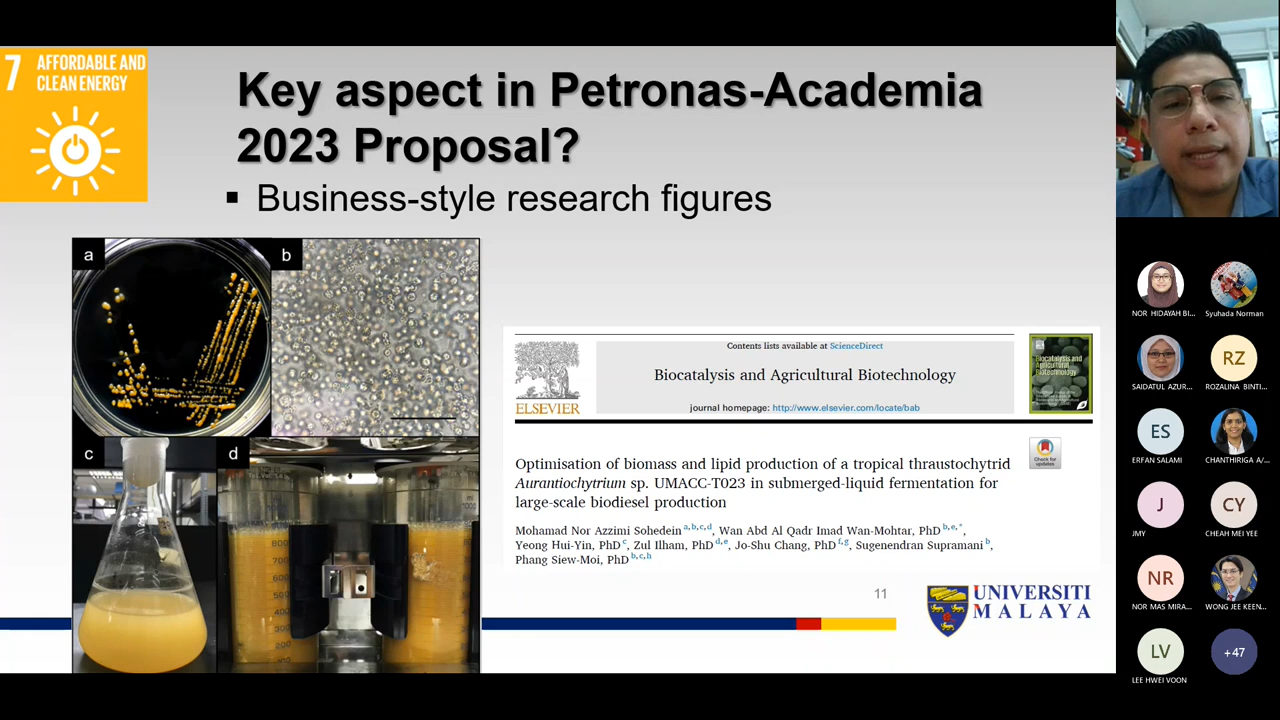 7 AFFORDABLE AND
CLEAN ENERGY
Key aspect in Petronas-Academia
2023 Proposal?
▪ Business-style research figures
a
b
c
d
800
700
600
500
400
300
Contents lists available at ScienceDirect
Biocatalysis and Agricultural Biotechnology
journal homepage: http://www.elsevier.com/locate/bab
ELSEVIER
Biocatalysis and
Agricultural
Biotechnology
Check for
updates
Optimisation of biomass and lipid production of a tropical thraustochytrid
Aurantiochytrium sp. UMACC-T023 in submerged-liquid fermentation for
large-scale biodiesel production
Mohamad Nor Azzimi Sohedein a,b,c,d, Wan Abd Al Qadr Imad Wan-Mohtar, PhD b,e,*,
Yeong Hui-Yin, PhD c, Zul Ilham, PhD d,e, Jo-Shu Chang, PhD f,g, Sugenendran Supramani b,
Phang Siew-Moi, PhD b,c,h
11
UNIVERSITI
MALAYA
NOR HIDAYAH BI...
Syuhada Norman
SAIDATUL AZUR...
RZ
ROZALINA BINTI...
ES
ERFAN SALAMI
CHANTHIRIGA A/...
J
JMY
CY
CHEAH MEI YEE
NR
NOR MAS MIRA...
WONG JEE KEEN...
LV
LEE HWEI VOON
+47